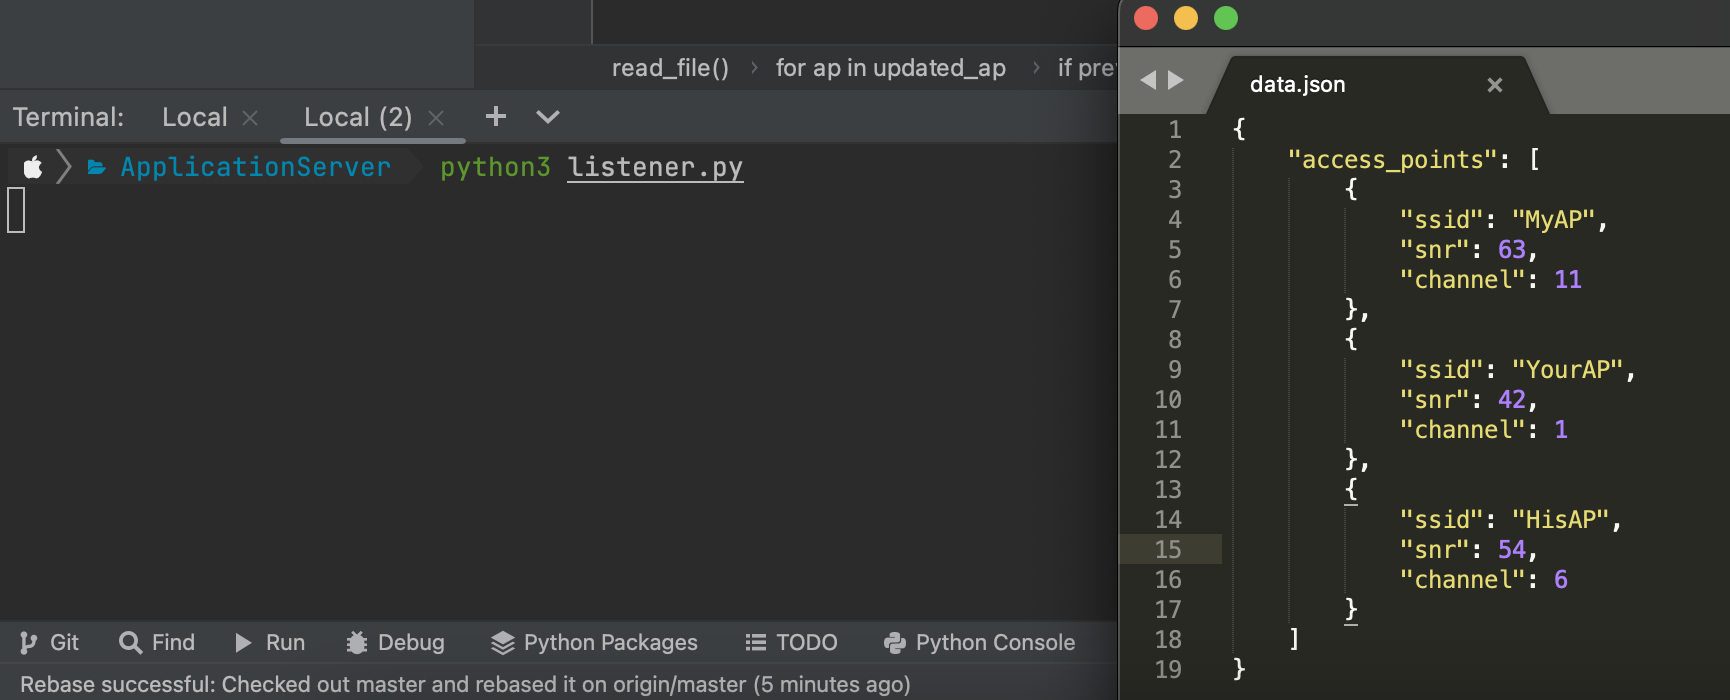 read_file() › for ap in updated_ap › if pre
Terminal: Local × Local (2) × +
ApplicationServer python3 listener.py
Git Find Run Debug Python Packages TODO Python Console
Rebase successful: Checked out master and rebased it on origin/master (5 minutes ago)
data.json ×
1 {
2 "access_points": [
3 {
4 "ssid": "MyAP",
5 "snr": 63,
6 "channel": 11
7 },
8 {
9 "ssid": "YourAP",
10 "snr": 42,
11 "channel": 1
12 },
13 {
14 "ssid": "HisAP",
15 "snr": 54,
16 "channel": 6
17 }
18 ]
19 }